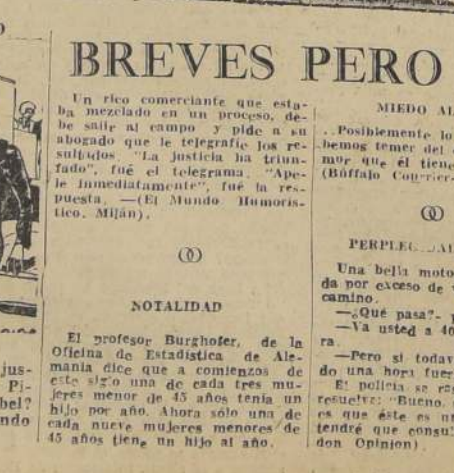 BREVES PERO
Un rico comerciante que esta-
ba mezclado en un proceso, de-
be salir al campo y pide a su
abogado que le telegrafíe los re-
sultados. "La justicia ha triun-
fado", fué el telegrama. "Ape-
le inmediatamente", fué la res-
puesta. —(El Mundo Humorís-
tico. Milán).
NOTALIDAD
El profesor Burghofer, de la
Oficina de Estadística de Ale-
mania dice que a comienzos de
este siglo una de cada tres mu-
jeres menor de 45 años tenía un
hijo por año. Ahora sólo una de
cada nueve mujeres menores de
45 años tiene un hijo al año.
MIEDO AL
..Posiblemente lo
bemos temer del
mor que él tiene
(Búffalo Courrier-
Una bella moto
da por exceso de
camino.
—¿Qué pasa?- p
—Va usted a 40
ra.
—Pero si todav
do una hora fuer
El policía se ra
resuelve: "Bueno.
es que éste es un
tendré que consu
don Opinion)
jus-
Pi-
bel?
ndo